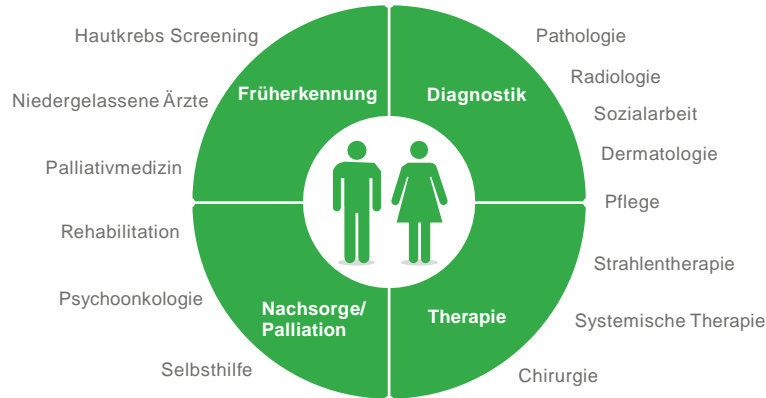 Hautkrebs Screening
Pathologie
Radiologie
Niedergelassene Ärzte
Früherkennung
Diagnostik
Sozialarbeit
Dermatologie
Palliativmedizin
Pflege
Rehabilitation
Strahlentherapie
Psychoonkologie
Nachsorge/
Palliation
Therapie
Systemische Therapie
Selbsthilfe
Chirurgie